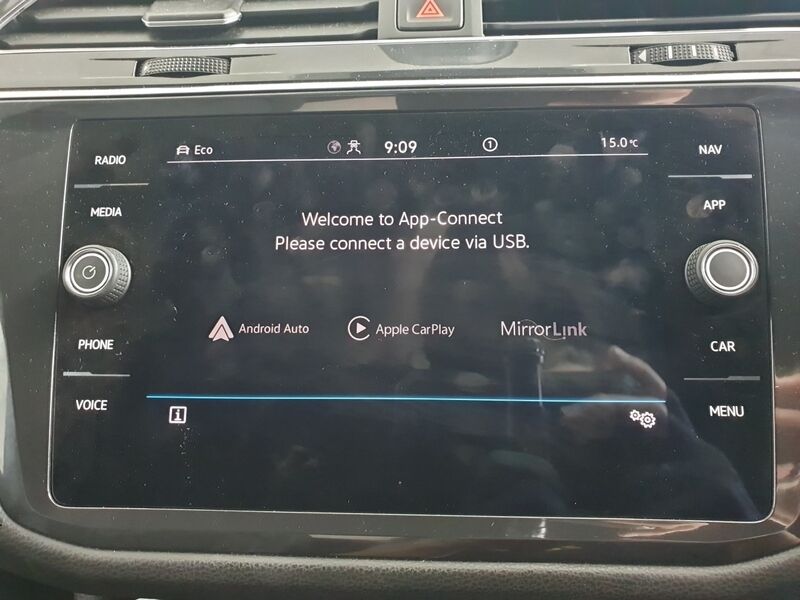 RADIO
MEDIA
PHONE
VOICE
Eco
9:09
1
15.0°C
Welcome to App-Connect
Please connect a device via USB.
Android Auto
Apple CarPlay
MirrorLink
i
NAV
APP
CAR
MENU